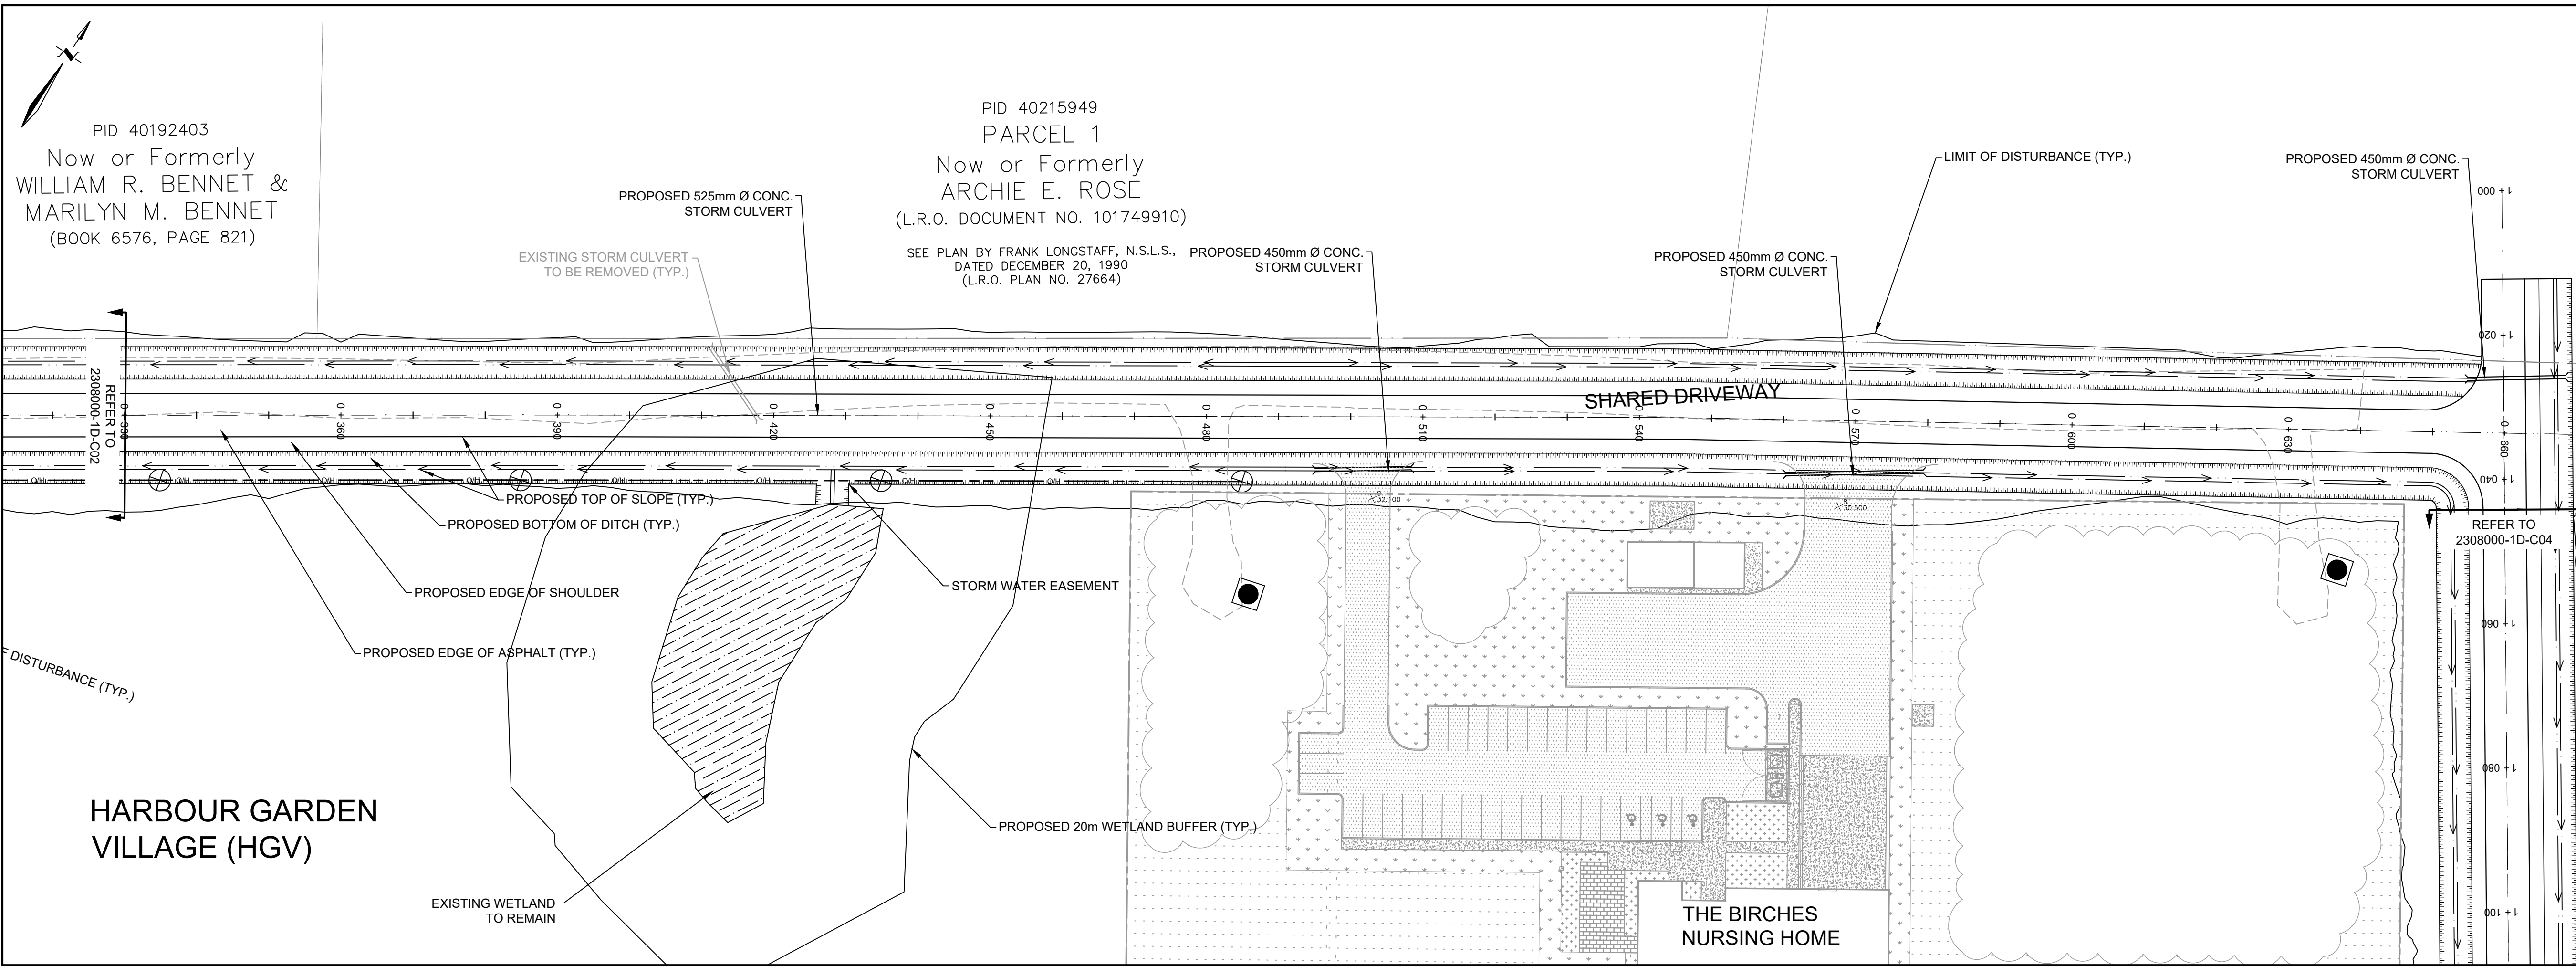 N
PID 40192403
Now or Formerly
WILLIAM R. BENNET &
MARILYN M. BENNET
(BOOK 6576, PAGE 821)
PID 40215949
PARCEL 1
Now or Formerly
ARCHIE E. ROSE
(L.R.O. DOCUMENT NO. 101749910)
SEE PLAN BY FRANK LONGSTAFF, N.S.L.S.,
DATED DECEMBER 20, 1990
(L.R.O. PLAN NO. 27664)
PROPOSED 525mm Ø CONC.
STORM CULVERT
EXISTING STORM CULVERT
TO BE REMOVED (TYP.)
PROPOSED 450mm Ø CONC.
STORM CULVERT
PROPOSED 450mm Ø CONC.
STORM CULVERT
LIMIT OF DISTURBANCE (TYP.)
PROPOSED 450mm Ø CONC.
STORM CULVERT
1+000
1+020
1+040
1+060
1+080
1+100
REFER TO
2308000-1D-C02
0+360
0+390
0+420
0+450
0+480
0+510
0+540
0+570
0+600
0+630
0+660
SHARED DRIVEWAY
O/H
O/H
O/H
O/H
O/H
O/H
O/H
O/H
PROPOSED TOP OF SLOPE (TYP.)
PROPOSED BOTTOM OF DITCH (TYP.)
PROPOSED EDGE OF SHOULDER
PROPOSED EDGE OF ASPHALT (TYP.)
DISTURBANCE (TYP.)
STORM WATER EASEMENT
32.100
30.500
REFER TO
2308000-1D-C04
HARBOUR GARDEN
VILLAGE (HGV)
PROPOSED 20m WETLAND BUFFER (TYP.)
EXISTING WETLAND
TO REMAIN
THE BIRCHES
NURSING HOME